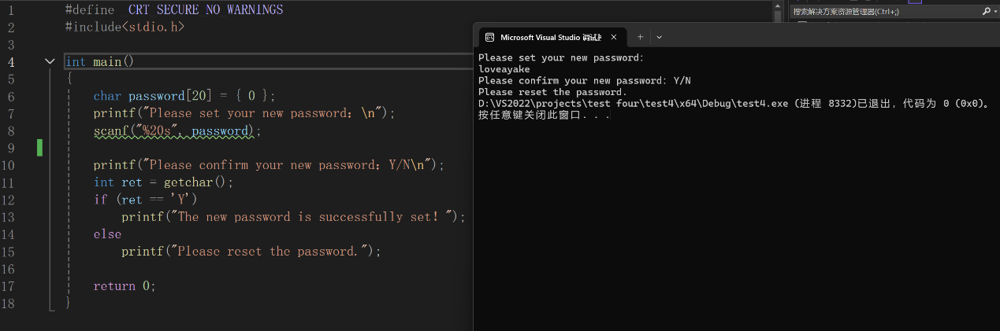 1 #define _CRT_SECURE_NO_WARNINGS
2 #include<stdio.h>
3
4 int main()
5 {
6 char password[20] = { 0 };
7 printf("Please set your new password：\n");
8 scanf("%20s", password);
9
10 printf("Please confirm your new password：Y/N\n");
11 int ret = getchar();
12 if (ret == 'Y')
13 printf("The new password is successfully set！");
14 else
15 printf("Please reset the password.");
16
17 return 0;
18 }
搜索解决方案资源管理器(Ctrl+;)
Microsoft Visual Studio 调试
Please set your new password：
loveayake
Please confirm your new password：Y/N
Please reset the password.
D:\VS2022\projects\test four\test4\x64\Debug\test4.exe (进程 8332)已退出，代码为 0 (0x0)。
按任意键关闭此窗口. . .